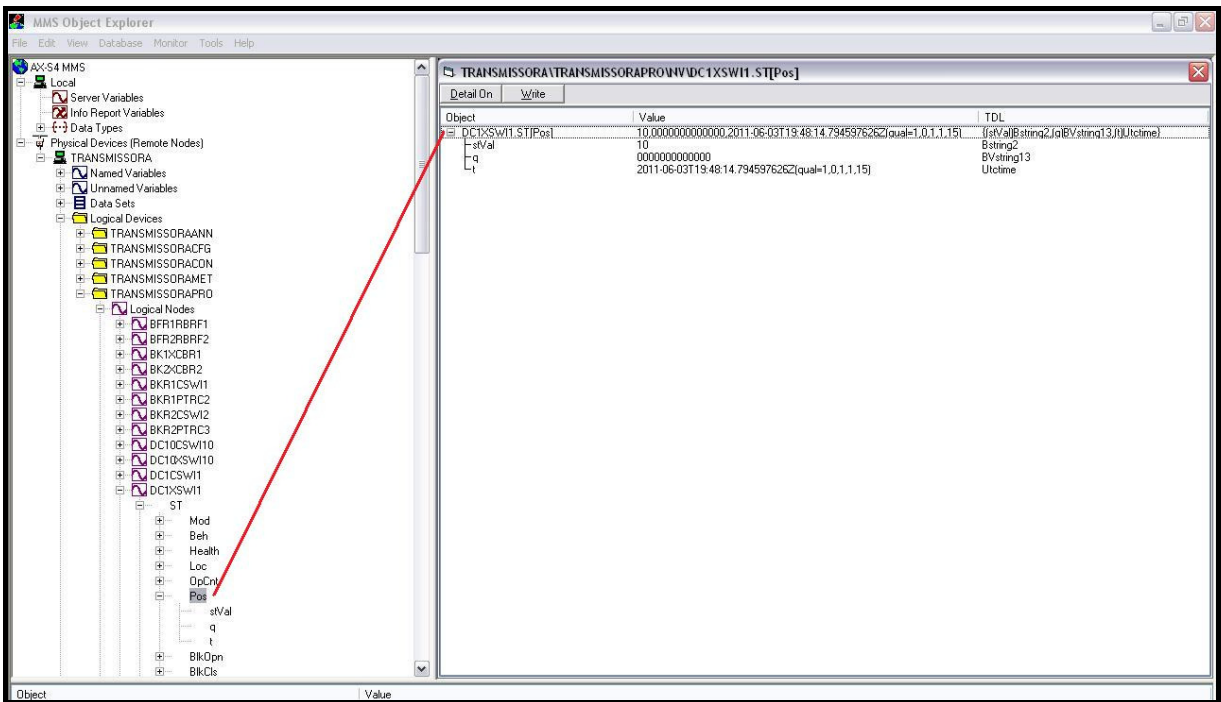 MMS Object Explorer
File Edit View Database Monitor Tools Help
AX-S4 MMS
Local
Server Variables
Info Report Variables
Data Types
Physical Devices (Remote Nodes)
TRANSMISSORA
Named Variables
Unnamed Variables
Data Sets
Logical Devices
TRANSMISSORAANN
TRANSMISSORACFG
TRANSMISSORACON
TRANSMISSORAMET
TRANSMISSORAPRO
Logical Nodes
BFR1RBRF1
BFR2RBRF2
BK1XCBR1
BK2XCBR2
BKR1CSWI1
BKR1PTRC2
BKR2CSWI2
BKR2PTRC3
DC10CSWI10
DC10XSWI10
DC1CSWI1
DC1XSWI1
ST
Mod
Beh
Health
Loc
OpCnt
Pos
stVal
q
t
BlkOpn
BlkCls
TRANSMISSORA\TRANSMISSORAPRO\NV\DC1XSWI1.ST[Pos]
Detail On Write
Object Value TDL
DC1XSWI1.ST[Pos] 10,0000000000000,2011-06-03T19:48:14.794597626Z(qual=1,0,1,1,15) {(stVal)Bstring2,(q)BVstring13,(t)Utctime}
stVal 10 Bstring2
q 0000000000000 BVstring13
t 2011-06-03T19:48:14.794597626Z(qual=1,0,1,1,15) Utctime
Object Value